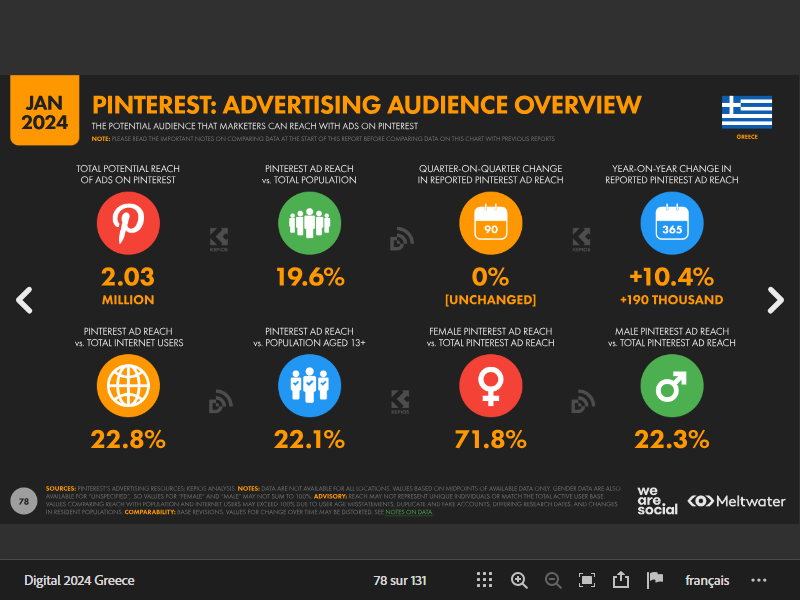 JAN
2024
PINTEREST: ADVERTISING AUDIENCE OVERVIEW
THE POTENTIAL AUDIENCE THAT MARKETERS CAN REACH WITH ADS ON PINTEREST
NOTE: PLEASE READ THE IMPORTANT NOTES ON COMPARING DATA AT THE START OF THIS REPORT BEFORE COMPARING DATA ON THIS CHART WITH PREVIOUS REPORTS
GREECE
TOTAL POTENTIAL REACH
OF ADS ON PINTEREST
2.03
MILLION
PINTEREST AD REACH
vs. TOTAL POPULATION
19.6%
QUARTER-ON-QUARTER CHANGE
IN REPORTED PINTEREST AD REACH
90
0%
[UNCHANGED]
YEAR-ON-YEAR CHANGE IN
REPORTED PINTEREST AD REACH
365
+10.4%
+190 THOUSAND
KEPIOS
KEPIOS
PINTEREST AD REACH
vs. TOTAL INTERNET USERS
22.8%
PINTEREST AD REACH
vs. POPULATION AGED 13+
22.1%
FEMALE PINTEREST AD REACH
vs. TOTAL PINTEREST AD REACH
71.8%
MALE PINTEREST AD REACH
vs. TOTAL PINTEREST AD REACH
22.3%
KEPIOS
78
SOURCES: PINTEREST'S ADVERTISING RESOURCES; KEPIOS ANALYSIS. NOTES: DATA ARE NOT AVAILABLE FOR ALL LOCATIONS. VALUES BASED ON MIDPOINTS OF AVAILABLE DATA ONLY. GENDER DATA ARE ALSO
AVAILABLE FOR "UNSPECIFIED", SO VALUES FOR "FEMALE" AND "MALE" MAY NOT SUM TO 100%. ADVISORY: REACH MAY NOT REPRESENT UNIQUE INDIVIDUALS OR MATCH THE TOTAL ACTIVE USER BASE.
VALUES COMPARING REACH WITH POPULATION AND INTERNET USERS MAY EXCEED 100% DUE TO USER AGE MISSTATEMENTS, DUPLICATE AND FAKE ACCOUNTS, DIFFERING RESEARCH DATES, AND CHANGES
IN RESIDENT POPULATIONS. COMPARABILITY: BASE REVISIONS. VALUES FOR CHANGE OVER TIME MAY BE DISTORTED. SEE NOTES ON DATA
we
are.
social
Meltwater
Digital 2024 Greece
78 sur 131
français